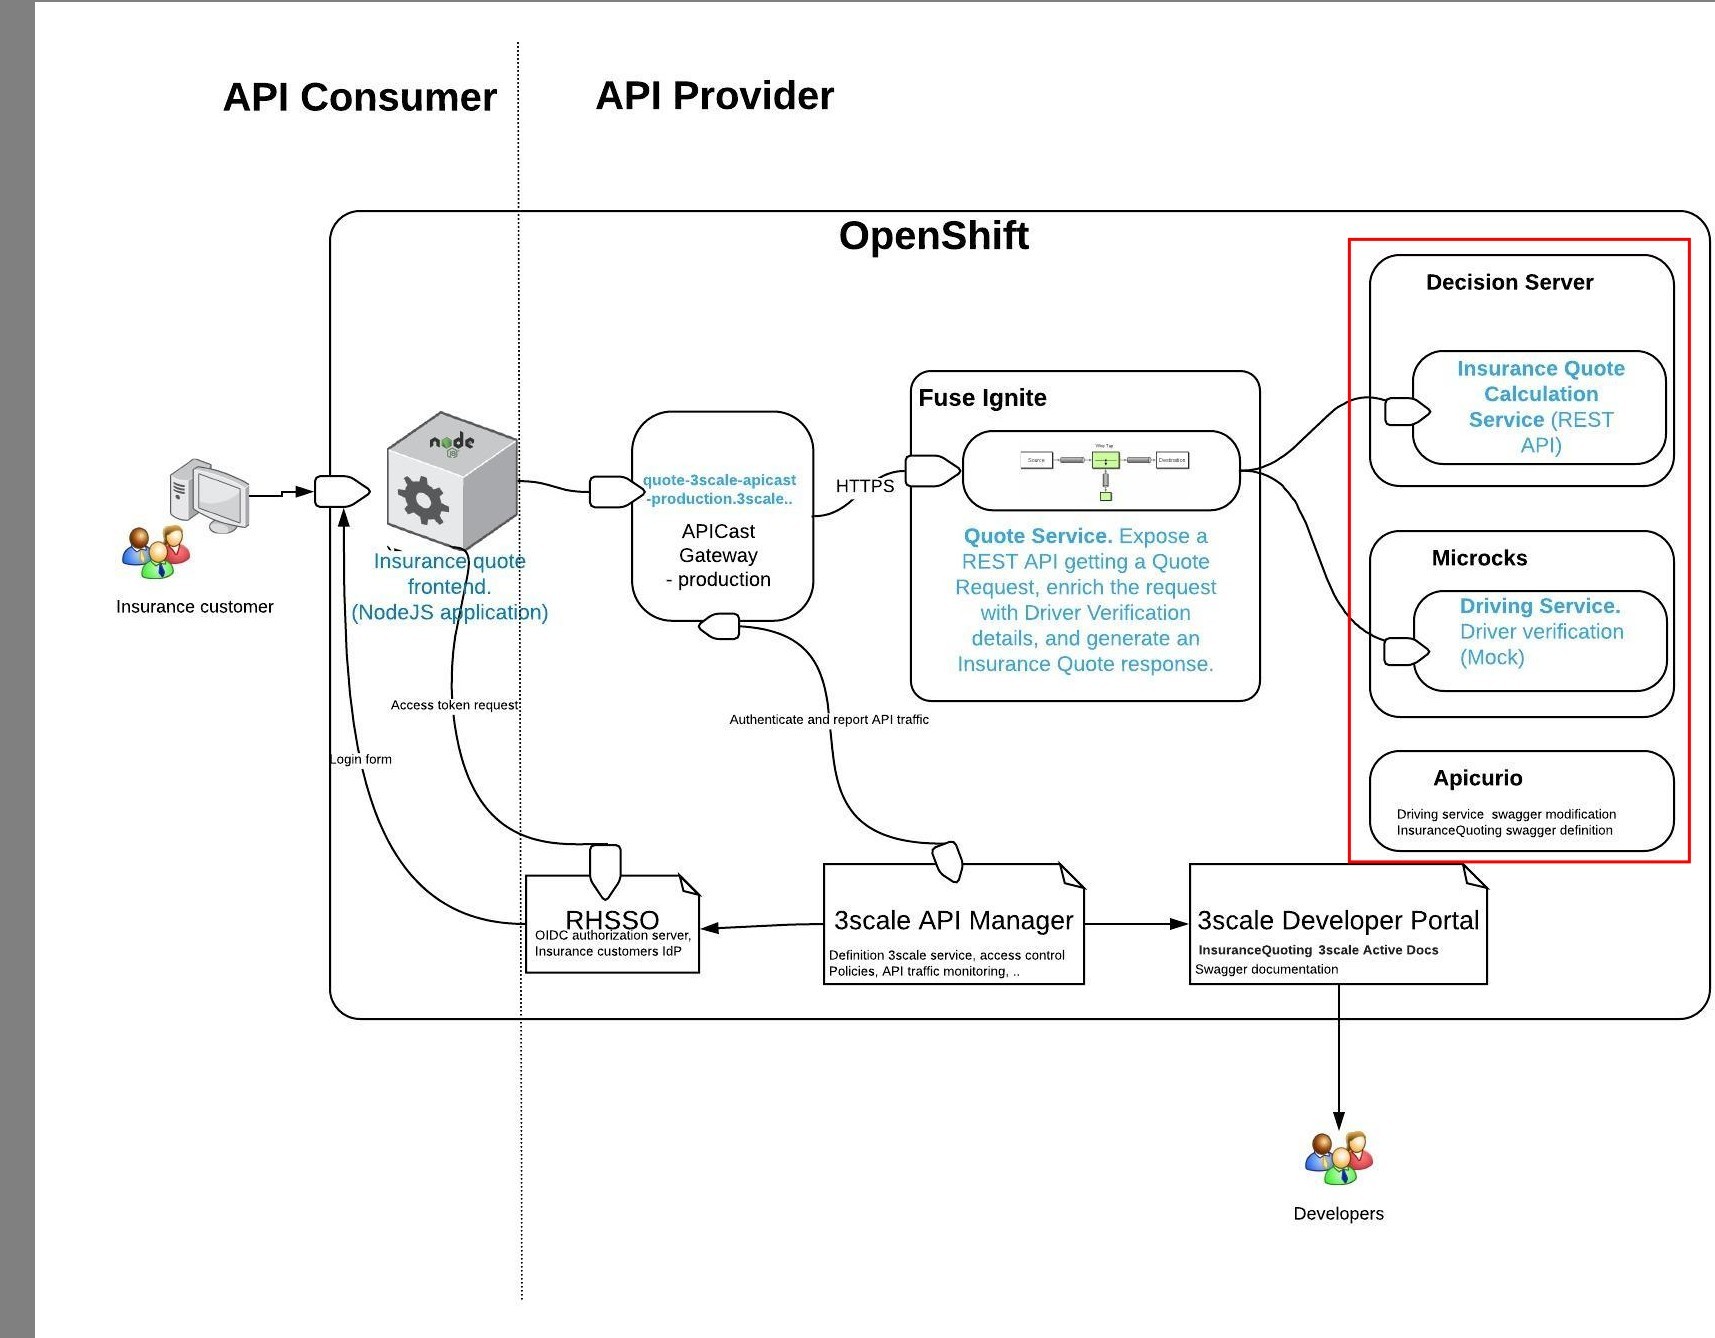 API Consumer
API Provider
OpenShift
Decision Server
Insurance Quote
Calculation
Service (REST
API)
Fuse Ignite
Wire Tap
Source
Destination
node
JS
quote-3scale-apicast
-production.3scale..
APICast
Gateway
- production
HTTPS
Quote Service. Expose a
REST API getting a Quote
Request, enrich the request
with Driver Verification
details, and generate an
Insurance Quote response.
Microcks
Driving Service.
Driver verification
(Mock)
Insurance quote
frontend.
(NodeJS application)
Insurance customer
Access token request
Authenticate and report API traffic
Login form
Apicurio
Driving service  swagger modification
InsuranceQuoting swagger definition
RHSSO
OIDC authorization server,
Insurance customers IdP
3scale API Manager
Definition 3scale service, access control
Policies, API traffic monitoring, ..
3scale Developer Portal
InsuranceQuoting  3scale Active Docs
Swagger documentation
Developers